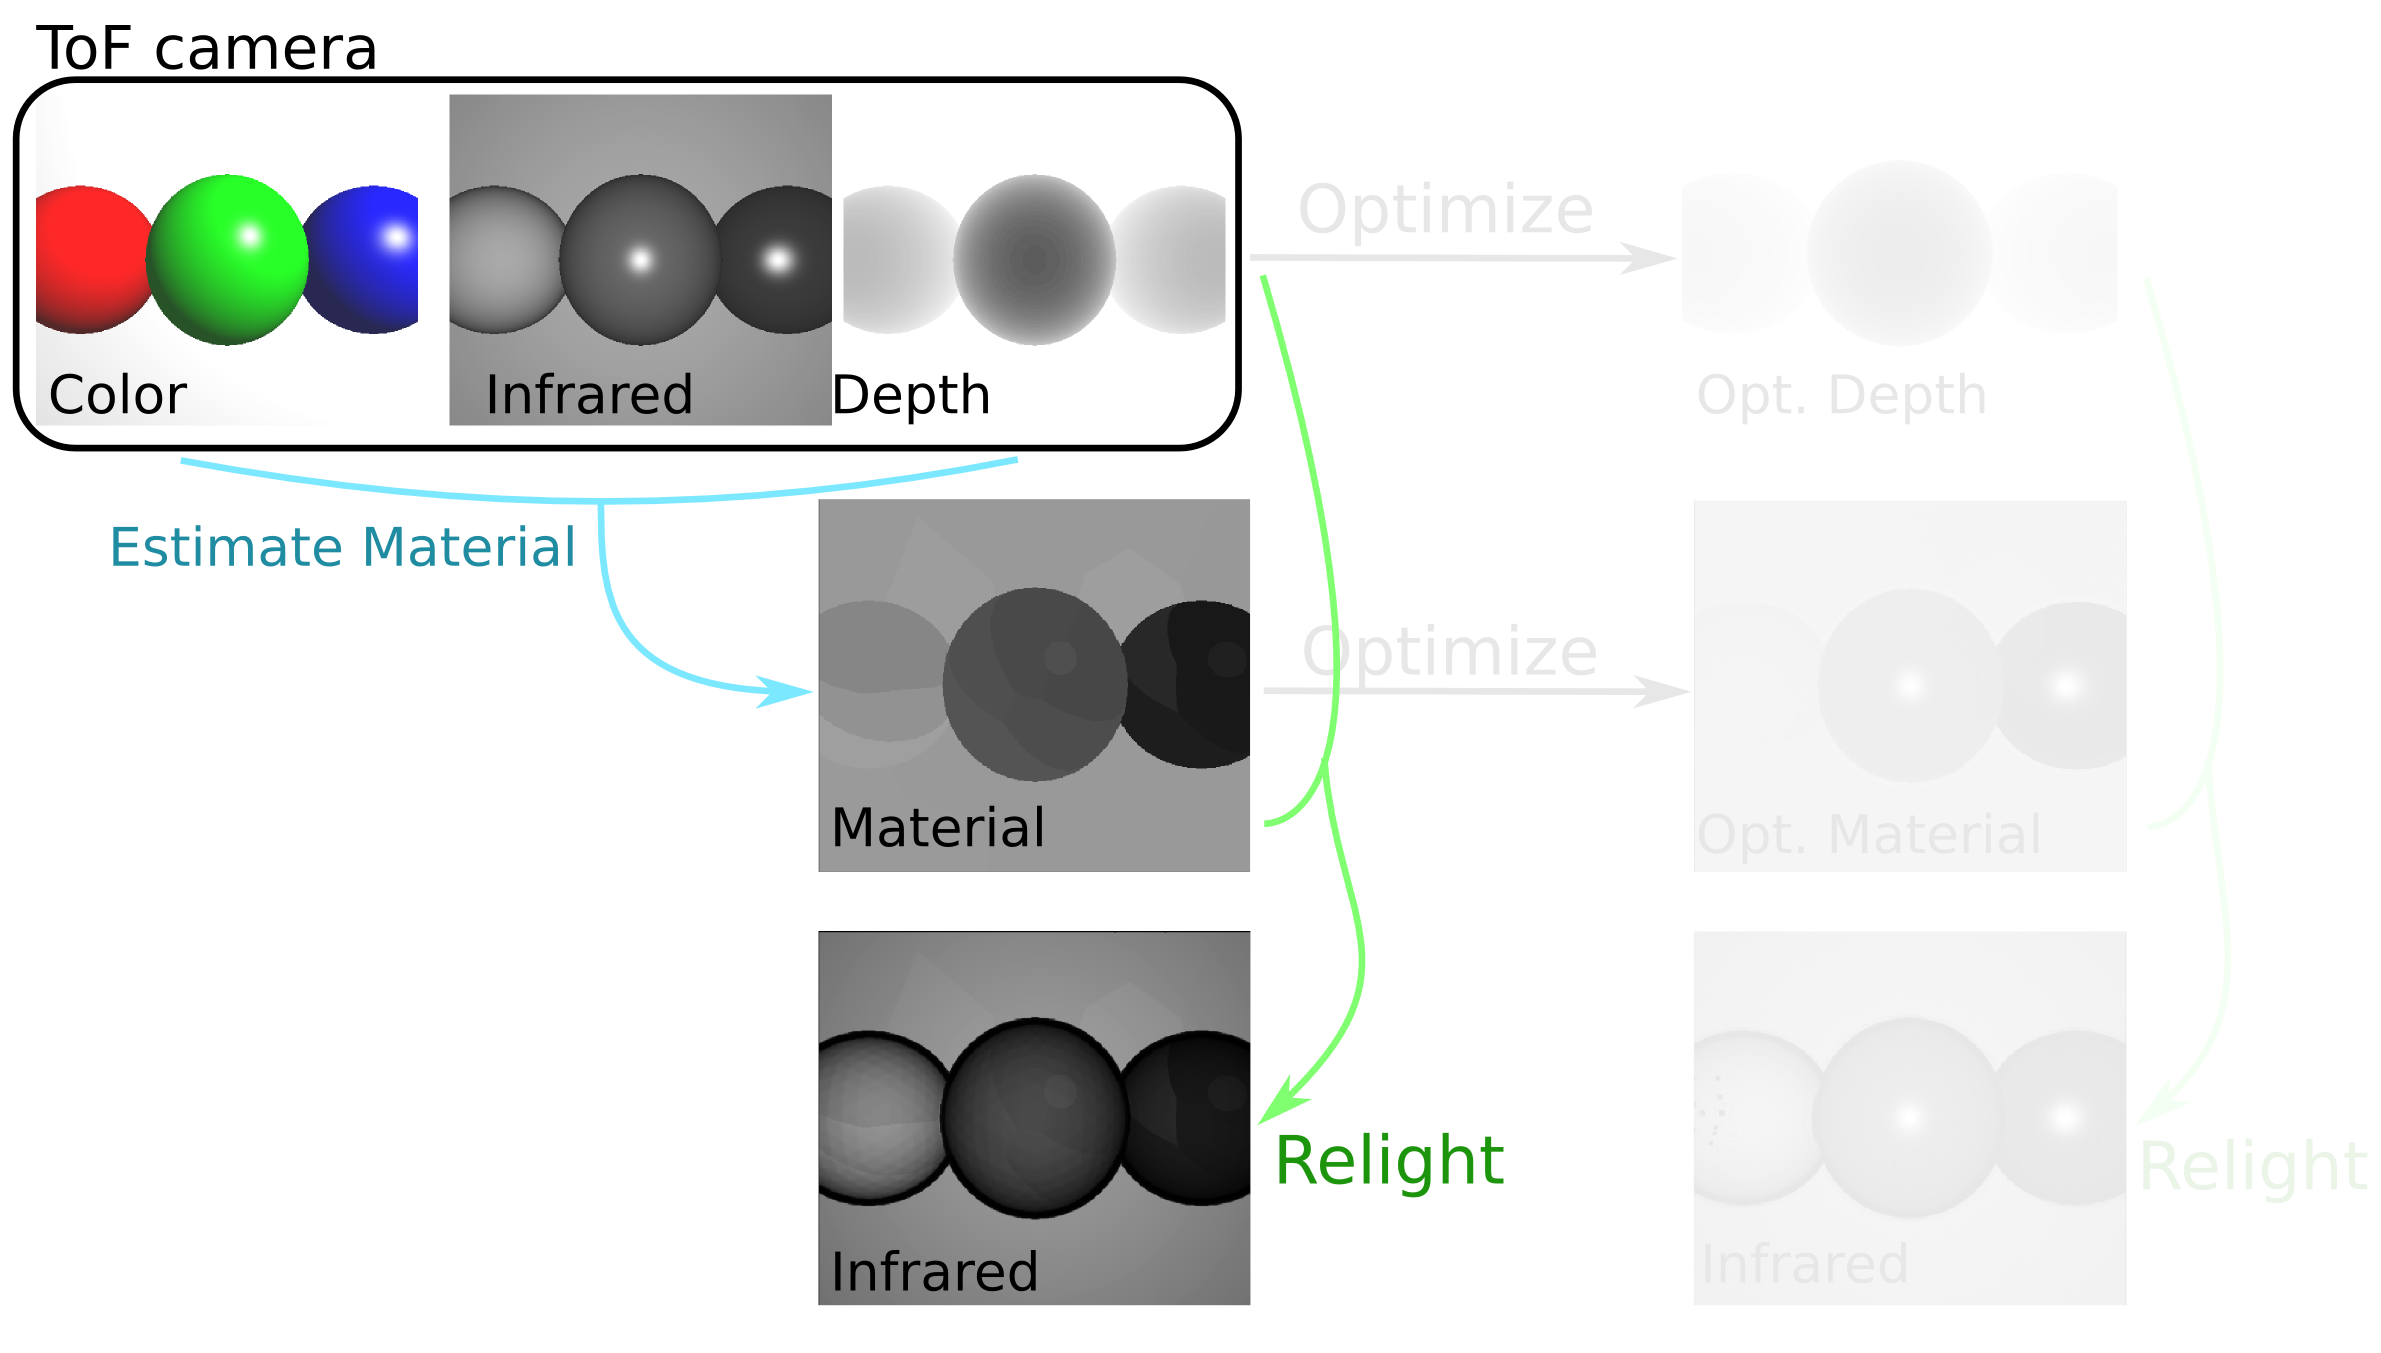 ToF camera
Color
Infrared
Depth
Optimize
Opt. Depth
Estimate Material
Material
Optimize
Opt. Material
Relight
Relight
Infrared
Infrared